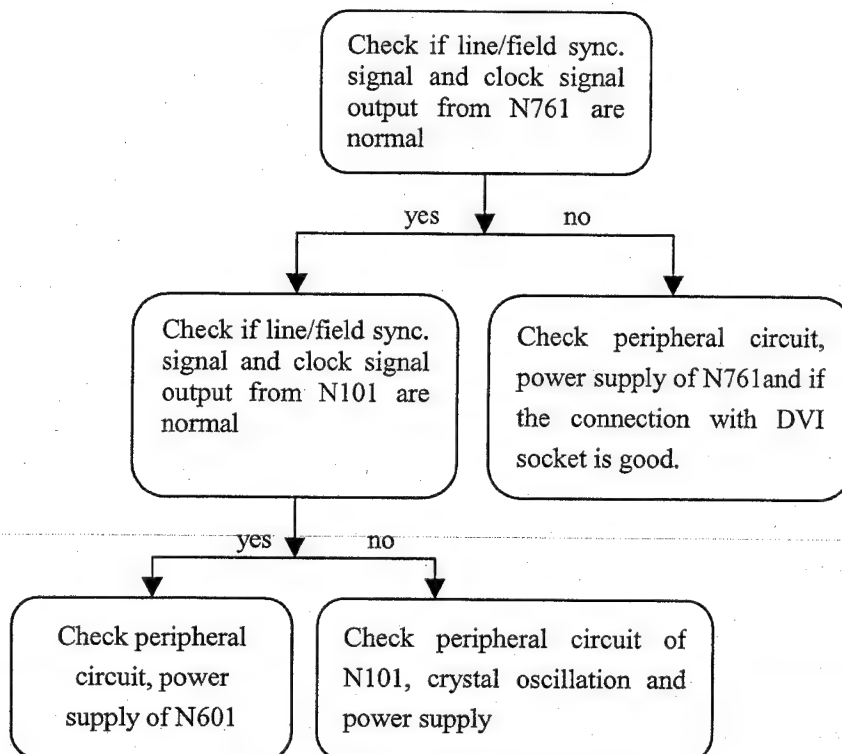 Check if line/field sync.
signal and clock signal
output from N761 are
normal
yes no
Check if line/field sync.
signal and clock signal
output from N101 are
normal
Check peripheral circuit,
power supply of N761and if
the connection with DVI
socket is good.
yes no
Check peripheral
circuit, power
supply of N601
Check peripheral circuit of
N101, crystal oscillation and
power supply